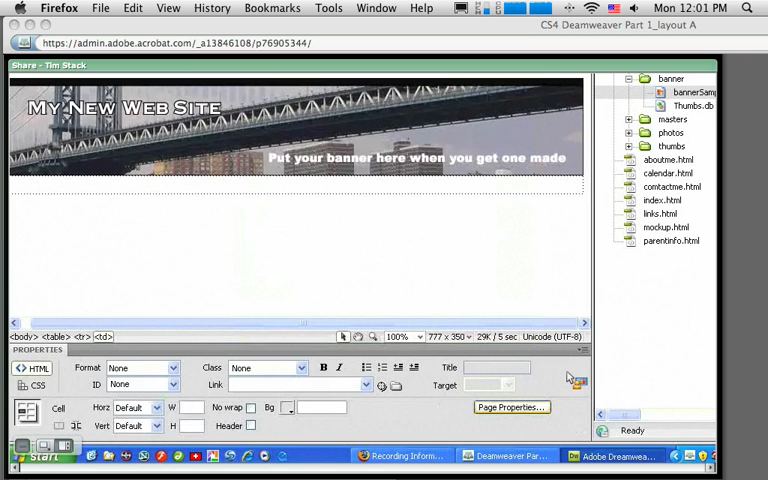 Firefox File Edit View History Bookmarks Tools Window Help Mon 12:01 PM
CS4 Deamweaver Part 1_layout A
https://admin.adobe.acrobat.com/_a13846108/p76905344/
Share - Tim Stack
My New Web Site
Put your banner here when you get one made
banner
bannerSamp
Thumbs.db
masters
photos
thumbs
aboutme.html
calendar.html
comtactme.html
index.html
links.html
mockup.html
parentinfo.html
<body> <table> <tr> <td> 100% 777 x 350 29K / 5 sec Unicode (UTF-8)
PROPERTIES
<> HTML Format None Class None B I Title
CSS ID None Link Target
Cell Horz Default W No wrap Bg Page Properties...
Vert Default H Header
Ready
start Recording Inform... Deamweaver Par... Adobe Dreamwea...